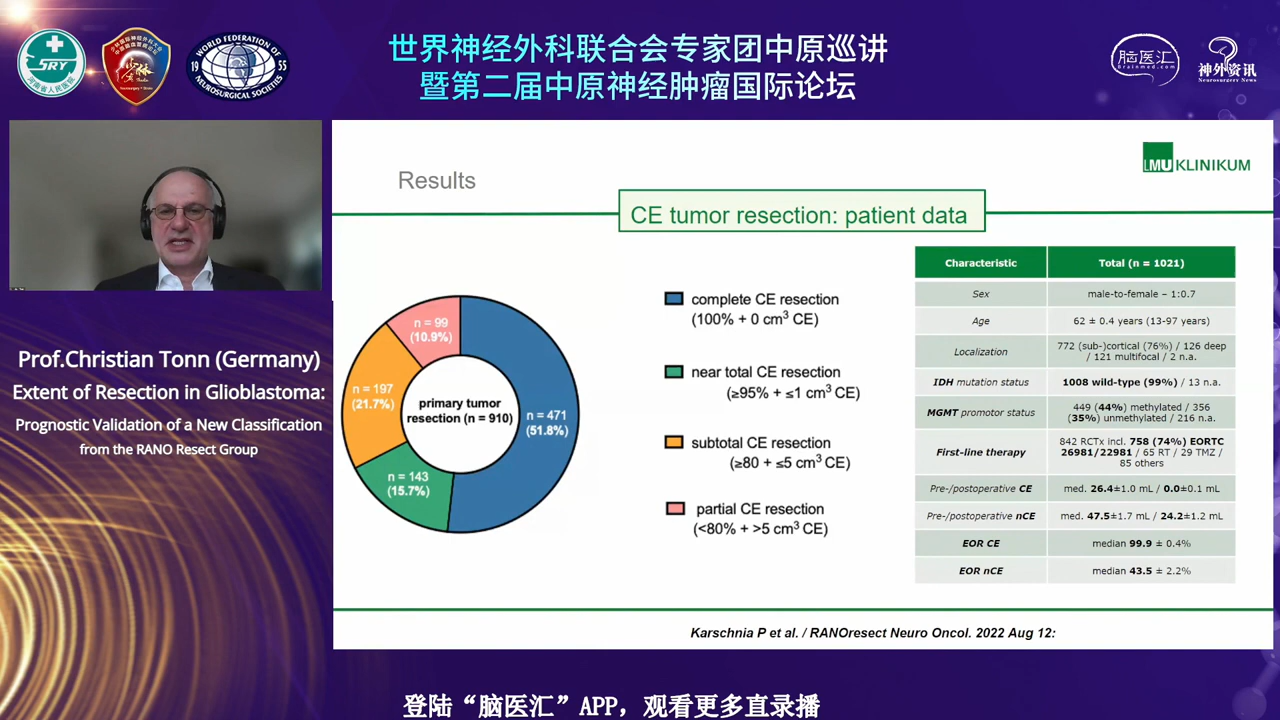 世界神经外科联合会专家团中原巡讲
暨第二届中原神经肿瘤国际论坛
SRY
河南省人民医院
WORLD FEDERATION OF
19 55
NEUROSURGICAL SOCIETIES
脑医汇
Brainmed.com
神外资讯
Neurosurgery News
Prof.Christian Tonn (Germany)
Extent of Resection in Glioblastoma:
Prognostic Validation of a New Classification
from the RANO Resect Group
LMU KLINIKUM
Results
CE tumor resection: patient data
n = 99
(10.9%)
n = 197
(21.7%)
n = 143
(15.7%)
n = 471
(51.8%)
primary tumor
resection (n = 910)
complete CE resection
(100% + 0 cm³ CE)
near total CE resection
(≥95% + ≤1 cm³ CE)
subtotal CE resection
(≥80 + ≤5 cm³ CE)
partial CE resection
(<80% + >5 cm³ CE)
Characteristic Total (n = 1021)
Sex male-to-female – 1:0.7
Age 62 ± 0.4 years (13-97 years)
Localization 772 (sub-)cortical (76%) / 126 deep
/ 121 multifocal / 2 n.a.
IDH mutation status 1008 wild-type (99%) / 13 n.a.
MGMT promotor status 449 (44%) methylated / 356
(35%) unmethylated / 216 n.a.
First-line therapy 842 RCTx incl. 758 (74%) EORTC
26981/22981 / 65 RT / 29 TMZ /
85 others
Pre-/postoperative CE med. 26.4±1.0 mL / 0.0±0.1 mL
Pre-/postoperative nCE med. 47.5±1.7 mL / 24.2±1.2 mL
EOR CE median 99.9 ± 0.4%
EOR nCE median 43.5 ± 2.2%
Karschnia P et al. / RANOresect Neuro Oncol. 2022 Aug 12:
登陆“脑医汇”APP，观看更多直录播